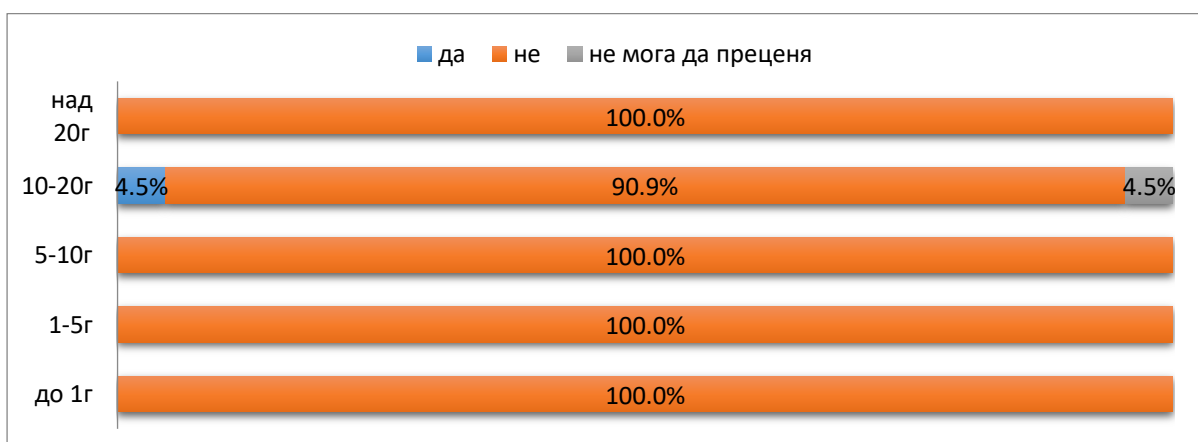 да не не мога да преценя
над
20г
100.0%
10-20г 4.5% 90.9% 4.5%
5-10г 100.0%
1-5г 100.0%
до 1г 100.0%